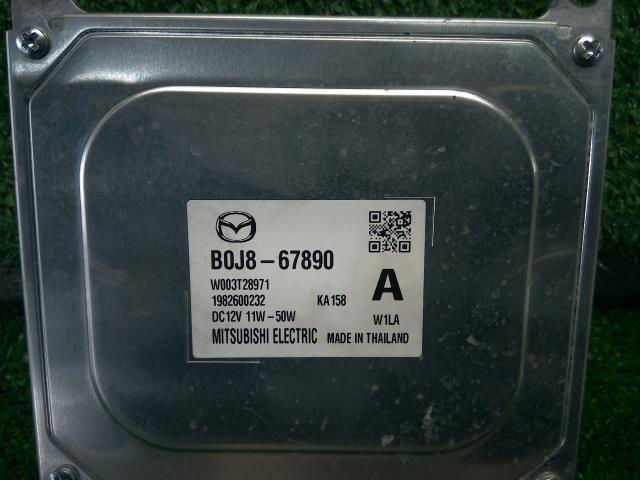 B0J8-67890
W003T28971
1982600232 KA158
DC12V 11W-50W
MITSUBISHI ELECTRIC MADE IN THAILAND
A
W1LA